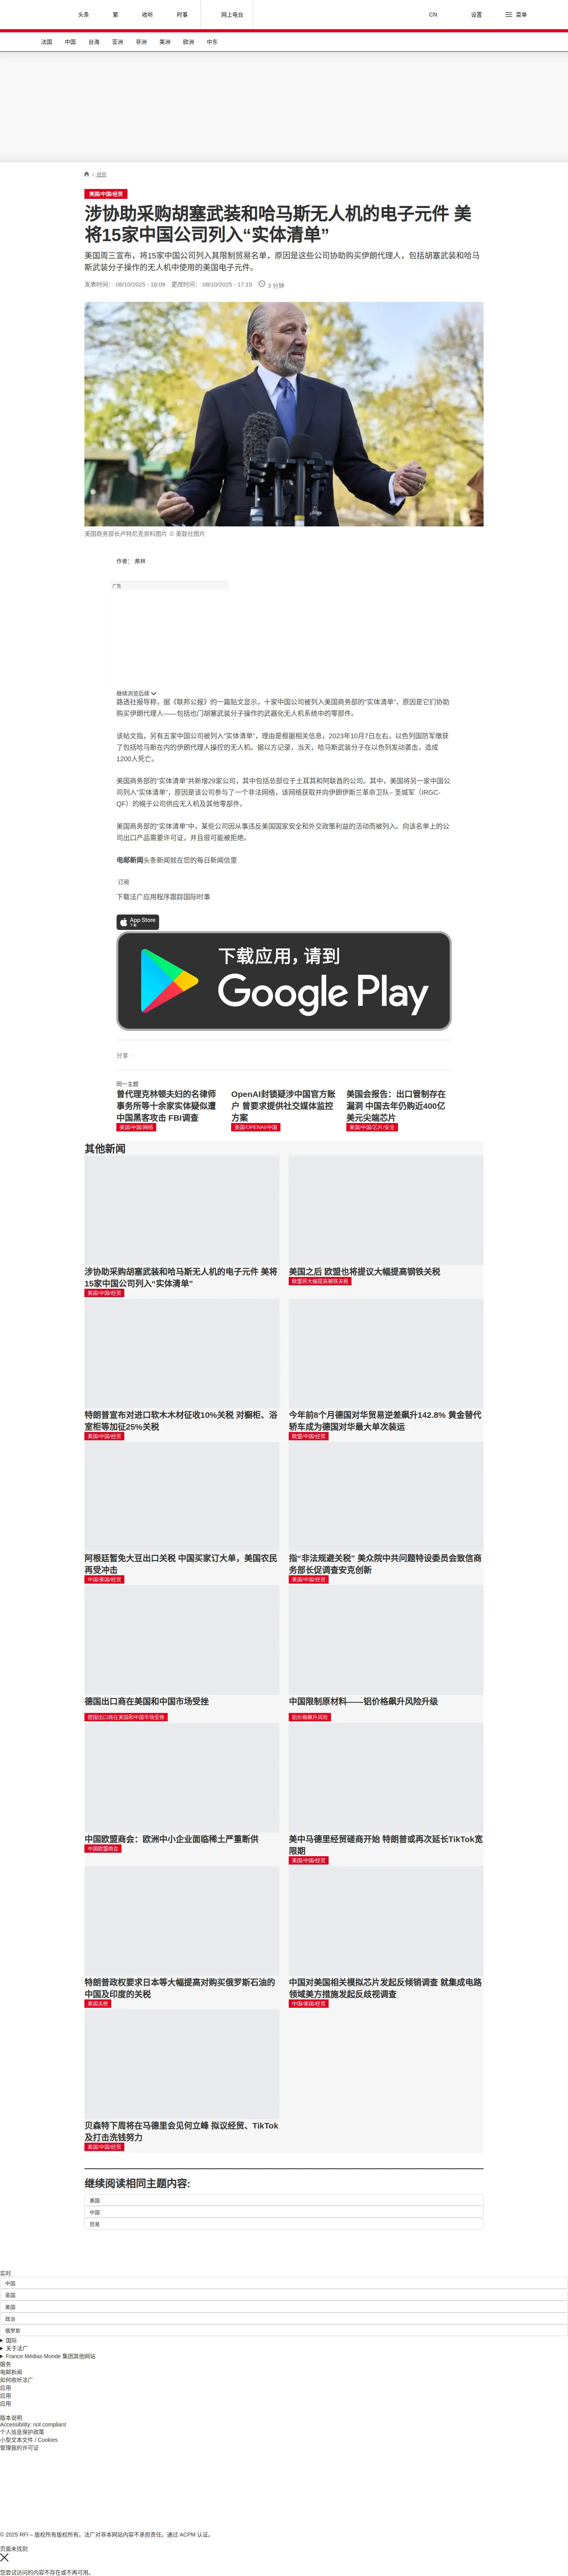 头条
繁
收听
时事
网上电台
CN
设置
菜单
法国
中国
台海
亚洲
非洲
美洲
欧洲
中东
/ 经贸
美国/中国/经贸
涉协助采购胡塞武装和哈马斯无人机的电子元件 美
将15家中国公司列入“实体清单”
美国周三宣布，将15家中国公司列入其限制贸易名单，原因是这些公司协助购买伊朗代理人，包括胡塞武装和哈马
斯武装分子操作的无人机中使用的美国电子元件。
发表时间： 08/10/2025 - 16:09 更改时间： 08/10/2025 - 17:15 3 分钟
美国商务部长卢特尼克资料图片 © 美联社图片
作者： 弗林
广告
继续浏览后续
路透社报导称，据《联邦公报》的一篇贴文显示，十家中国公司被列入美国商务部的“实体清单”，原因是它们协助
购买伊朗代理人——包括也门胡塞武装分子操作的武器化无人机系统中的零部件。
该帖文指，另有五家中国公司被列入“实体清单”，理由是根据相关信息，2023年10月7日左右，以色列国防军缴获
了包括哈马斯在内的伊朗代理人操控的无人机。据以方记录，当天，哈马斯武装分子在以色列发动袭击，造成
1200人死亡。
美国商务部的“实体清单”共新增29家公司，其中包括总部位于土耳其和阿联酋的公司。其中，美国将另一家中国公
司列入“实体清单”，原因是该公司参与了一个非法网络，该网络获取并向伊朗伊斯兰革命卫队– 圣城军（IRGC-
QF）的幌子公司供应无人机及其他零部件。
美国商务部的“实体清单”中，某些公司因从事违反美国国家安全和外交政策利益的活动而被列入。向该名单上的公
司出口产品需要许可证，并且很可能被拒绝。
电邮新闻头条新闻就在您的每日新闻信里
订阅
下载法广应用程序跟踪国际时事
App Store
下载
下载应用，请到
Google Play
分享 :
同一主题
曾代理克林顿夫妇的名律师
事务所等十余家实体疑似遭
中国黑客攻击 FBI调查
美国/中国/网络
OpenAI封锁疑涉中国官方账
户 曾要求提供社交媒体监控
方案
美国/OPENAI/中国
美国会报告：出口管制存在
漏洞 中国去年仍购近400亿
美元尖端芯片
美国/中国/芯片/安全
其他新闻
涉协助采购胡塞武装和哈马斯无人机的电子元件 美将
15家中国公司列入“实体清单”
美国/中国/经贸
美国之后 欧盟也将提议大幅提高钢铁关税
欧盟将大幅提高钢铁关税
特朗普宣布对进口软木木材征收10%关税 对橱柜、浴
室柜等加征25%关税
美国/中国/经贸
今年前8个月德国对华贸易逆差飙升142.8% 黄金替代
轿车成为德国对华最大单次装运
欧盟/中国/经贸
阿根廷暂免大豆出口关税 中国买家订大单，美国农民
再受冲击
中国/美国/经贸
指“非法规避关税” 美众院中共问题特设委员会致信商
务部长促调查安克创新
美国/中国/经贸
德国出口商在美国和中国市场受挫
德国出口商在美国和中国市场受挫
中国限制原材料——铝价格飙升风险升级
铝价格飙升风险
中国欧盟商会：欧洲中小企业面临稀土严重断供
中国欧盟商会
美中马德里经贸磋商开始 特朗普或再次延长TikTok宽
限期
美国/中国/经贸
特朗普政权要求日本等大幅提高对购买俄罗斯石油的
中国及印度的关税
美国关税
中国对美国相关模拟芯片发起反倾销调查 就集成电路
领域美方措施发起反歧视调查
中国/美国/经贸
贝森特下周将在马德里会见何立峰 拟议经贸、TikTok
及打击洗钱努力
美国/中国/经贸
继续阅读相同主题内容:
美国
中国
贸易
实时
中国
英国
美国
政治
俄罗斯
国际
关于法广
France Médias Monde 集团其他网站
服务
电邮新闻
如何收听法广
应用
应用
应用
版本说明
Accessibility: not compliant
个人信息保护政策
小型文本文件 / Cookies
管理我的许可证
© 2025 RFI – 版权所有版权所有。法广对非本网站内容不承担责任。通过 ACPM 认证。
页面未找到
您尝试访问的内容不存在或不再可用。